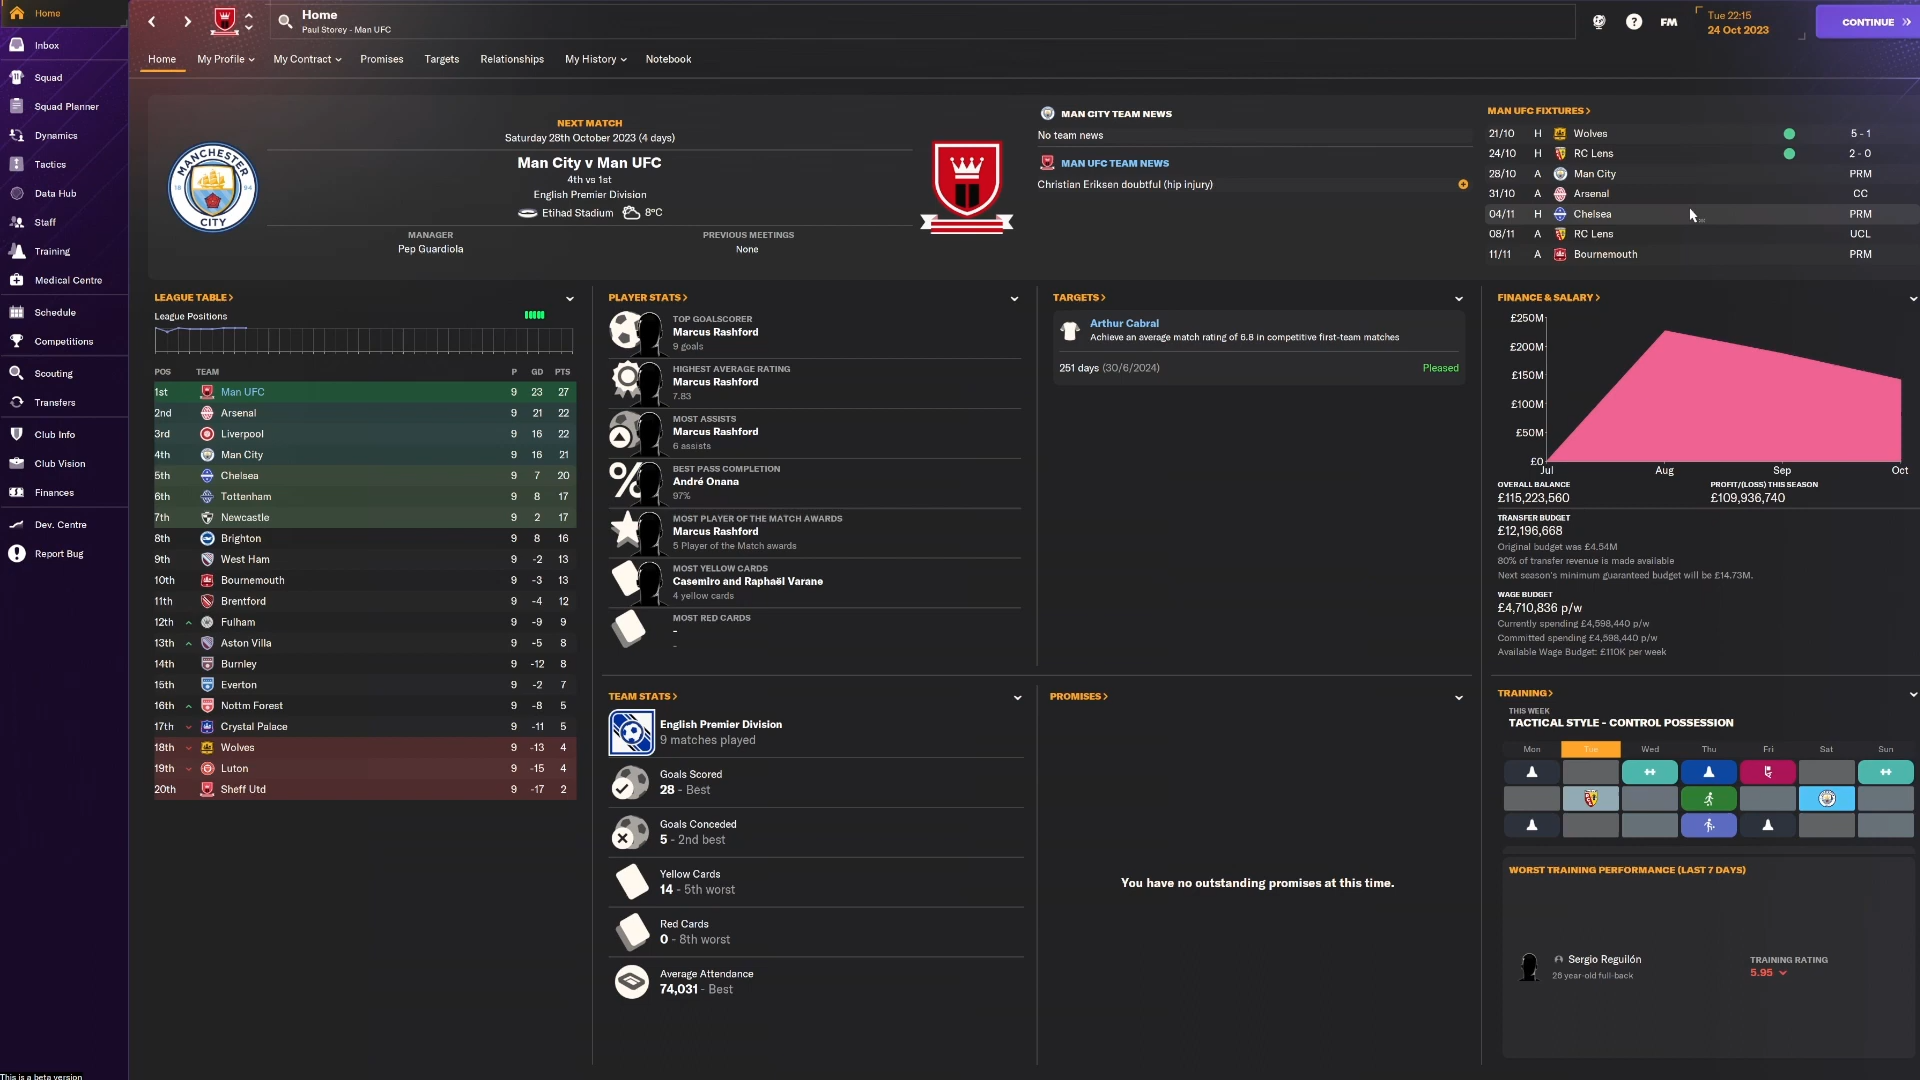 Home
Inbox
Squad
Squad Planner
Dynamics
Tactics
Data Hub
Staff
Training
Medical Centre
Schedule
Competitions
Scouting
Transfers
Club Info
Club Vision
Finances
Dev. Centre
Report Bug
This is a beta version
Home
Paul Storey - Man UFC
FM
Tue 22:15
24 Oct 2023
CONTINUE
Home My Profile My Contract Promises Targets Relationships My History Notebook
MANCHESTER
18 94
CITY
NEXT MATCH
Saturday 28th October 2023 (4 days)
Man City v Man UFC
4th vs 1st
English Premier Division
Etihad Stadium 8°C
MANAGER
Pep Guardiola
PREVIOUS MEETINGS
None
MAN CITY TEAM NEWS
No team news
MAN UFC TEAM NEWS
Christian Eriksen doubtful (hip injury)
MAN UFC FIXTURES >
21/10 H Wolves 5 - 1
24/10 H RC Lens 2 - 0
28/10 A Man City PRM
31/10 A Arsenal CC
04/11 H Chelsea PRM
08/11 A RC Lens UCL
11/11 A Bournemouth PRM
LEAGUE TABLE >
League Positions
POS TEAM P GD PTS
1st Man UFC 9 23 27
2nd Arsenal 9 21 22
3rd Liverpool 9 16 22
4th Man City 9 16 21
5th Chelsea 9 7 20
6th Tottenham 9 8 17
7th Newcastle 9 2 17
8th Brighton 9 8 16
9th West Ham 9 -2 13
10th Bournemouth 9 -3 13
11th Brentford 9 -4 12
12th Fulham 9 -9 9
13th Aston Villa 9 -5 8
14th Burnley 9 -12 8
15th Everton 9 -2 7
16th Nottm Forest 9 -8 5
17th Crystal Palace 9 -11 5
18th Wolves 9 -13 4
19th Luton 9 -15 4
20th Sheff Utd 9 -17 2
PLAYER STATS >
TOP GOALSCORER
Marcus Rashford
9 goals
HIGHEST AVERAGE RATING
Marcus Rashford
7.83
MOST ASSISTS
Marcus Rashford
6 assists
BEST PASS COMPLETION
André Onana
97%
MOST PLAYER OF THE MATCH AWARDS
Marcus Rashford
5 Player of the Match awards
MOST YELLOW CARDS
Casemiro and Raphaël Varane
4 yellow cards
MOST RED CARDS
-
-
TEAM STATS >
English Premier Division
9 matches played
Goals Scored
28 - Best
Goals Conceded
5 - 2nd best
Yellow Cards
14 - 5th worst
Red Cards
0 - 8th worst
Average Attendance
74,031 - Best
TARGETS >
Arthur Cabral
Achieve an average match rating of 6.8 in competitive first-team matches
251 days (30/6/2024) Pleased
PROMISES >
You have no outstanding promises at this time.
FINANCE & SALARY >
£250M
£200M
£150M
£100M
£50M
£0
Jul Aug Sep Oct
OVERALL BALANCE
£115,223,560
PROFIT/(LOSS) THIS SEASON
£109,936,740
TRANSFER BUDGET
£12,196,668
Original budget was £4.54M
80% of transfer revenue is made available
Next season's minimum guaranteed budget will be £14.73M.
WAGE BUDGET
£4,710,836 p/w
Currently spending £4,598,440 p/w
Committed spending £4,598,440 p/w
Available Wage Budget: £110K per week
TRAINING >
THIS WEEK
TACTICAL STYLE - CONTROL POSSESSION
Mon Tue Wed Thu Fri Sat Sun
WORST TRAINING PERFORMANCE (LAST 7 DAYS)
Sergio Reguilón
26 year-old full-back
TRAINING RATING
5.95